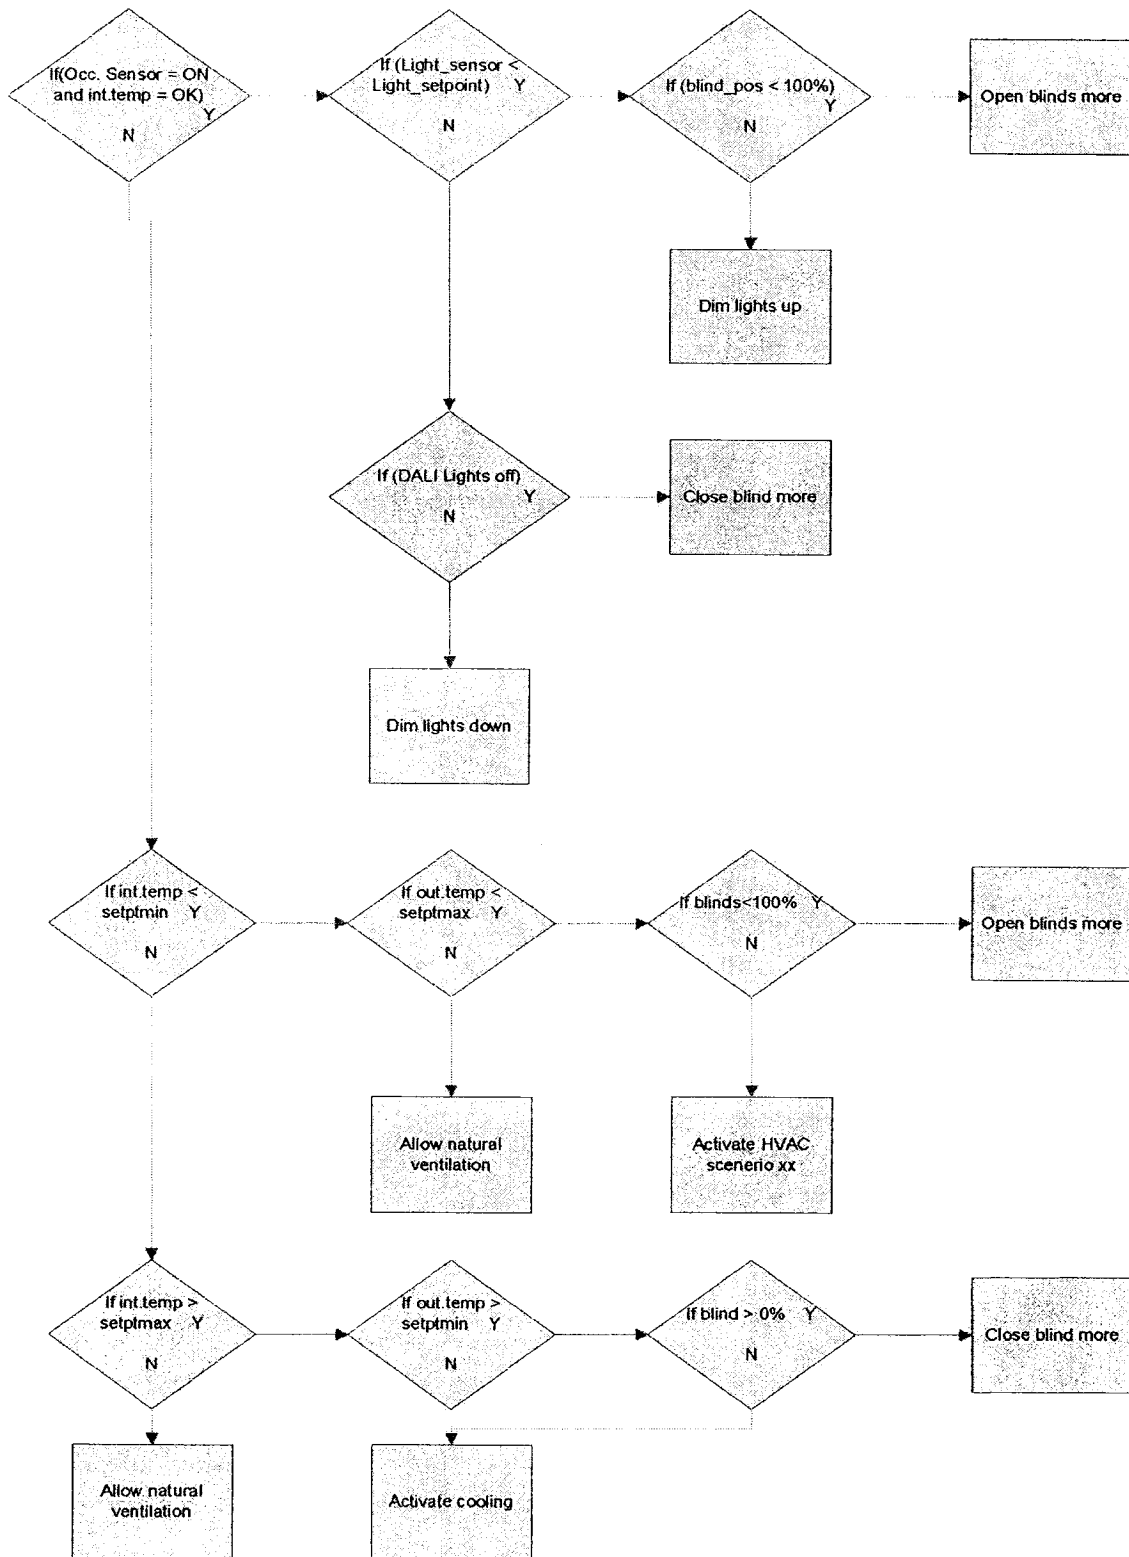 If(Occ. Sensor = ON
and int.temp = OK)
Y
N
If (Light_sensor <
Light_setpoint) Y
N
If (blind_pos < 100%)
Y
N
Open blinds more
Dim lights up
If (DALI Lights off)
Y
N
Close blind more
Dim lights down
If int.temp <
setptmin Y
N
If out.temp <
setptmax Y
N
If blinds<100% Y
N
Open blinds more
Allow natural
ventilation
Activate HVAC
scenerio xx
If int.temp >
setptmax Y
N
If out.temp >
setptmin Y
N
If blind > 0% Y
N
Close blind more
Allow natural
ventilation
Activate cooling